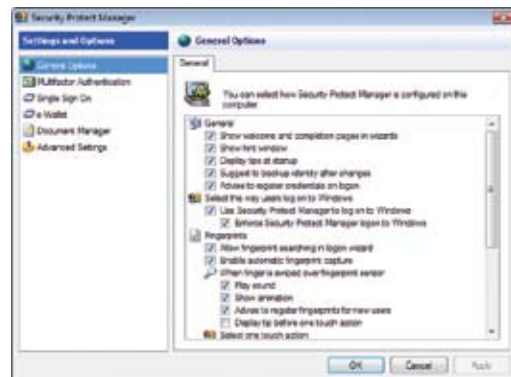 Security Protect Manager
Settings and Options
General Options
Multifactor Authentication
Single Sign On
e-Wallet
Document Manager
Advanced Settings
General Options
General
You can select how Security Protect Manager is configured on this
computer
General
Show welcome and completion pages in wizards
Show hint window
Display tips at startup
Suggest to backup identity after changes
Advise to register credentials on logon
Select the way users log on to Windows
Use Security Protect Manager to log on to Windows
Enforce Security Protect Manager logon to Windows
Fingerprints
Allow fingerprint searching in logon wizard
Enable automatic fingerprint capture
When finger is swiped over fingerprint sensor
Play sound
Show animation
Advise to register fingerprints for new users
Display tip before one touch action
Select one touch action
OK
Cancel
Apply